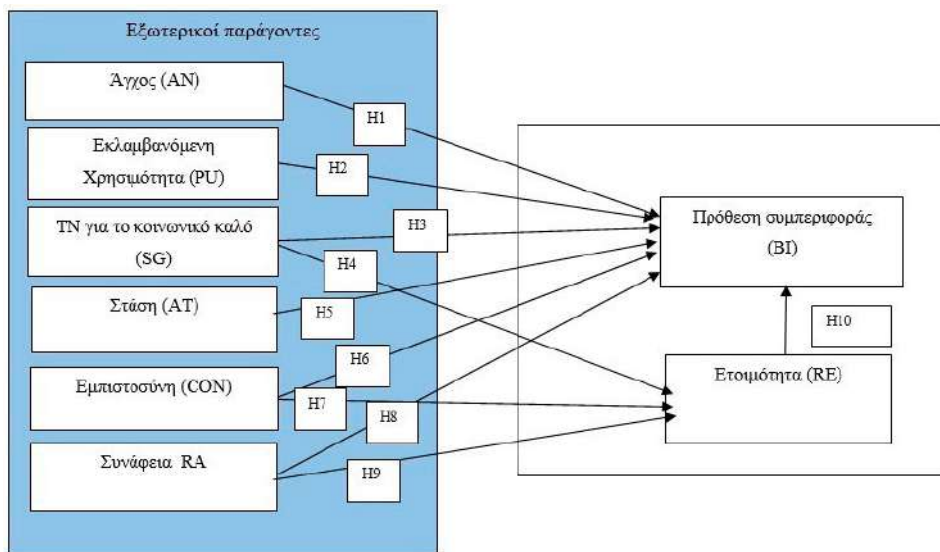 Εξωτερικοί παράγοντες
Άγχος (AN)
H1
Εκλαμβανόμενη
Χρησιμότητα (PU)
H2
ΤΝ για το κοινωνικό καλό
(SG)
H3
H4
Στάση (AT)
H5
Εμπιστοσύνη (CON)
H6
H7
Συνάφεια RA
H8
H9
Πρόθεση συμπεριφοράς
(BI)
H10
Ετοιμότητα (RE)